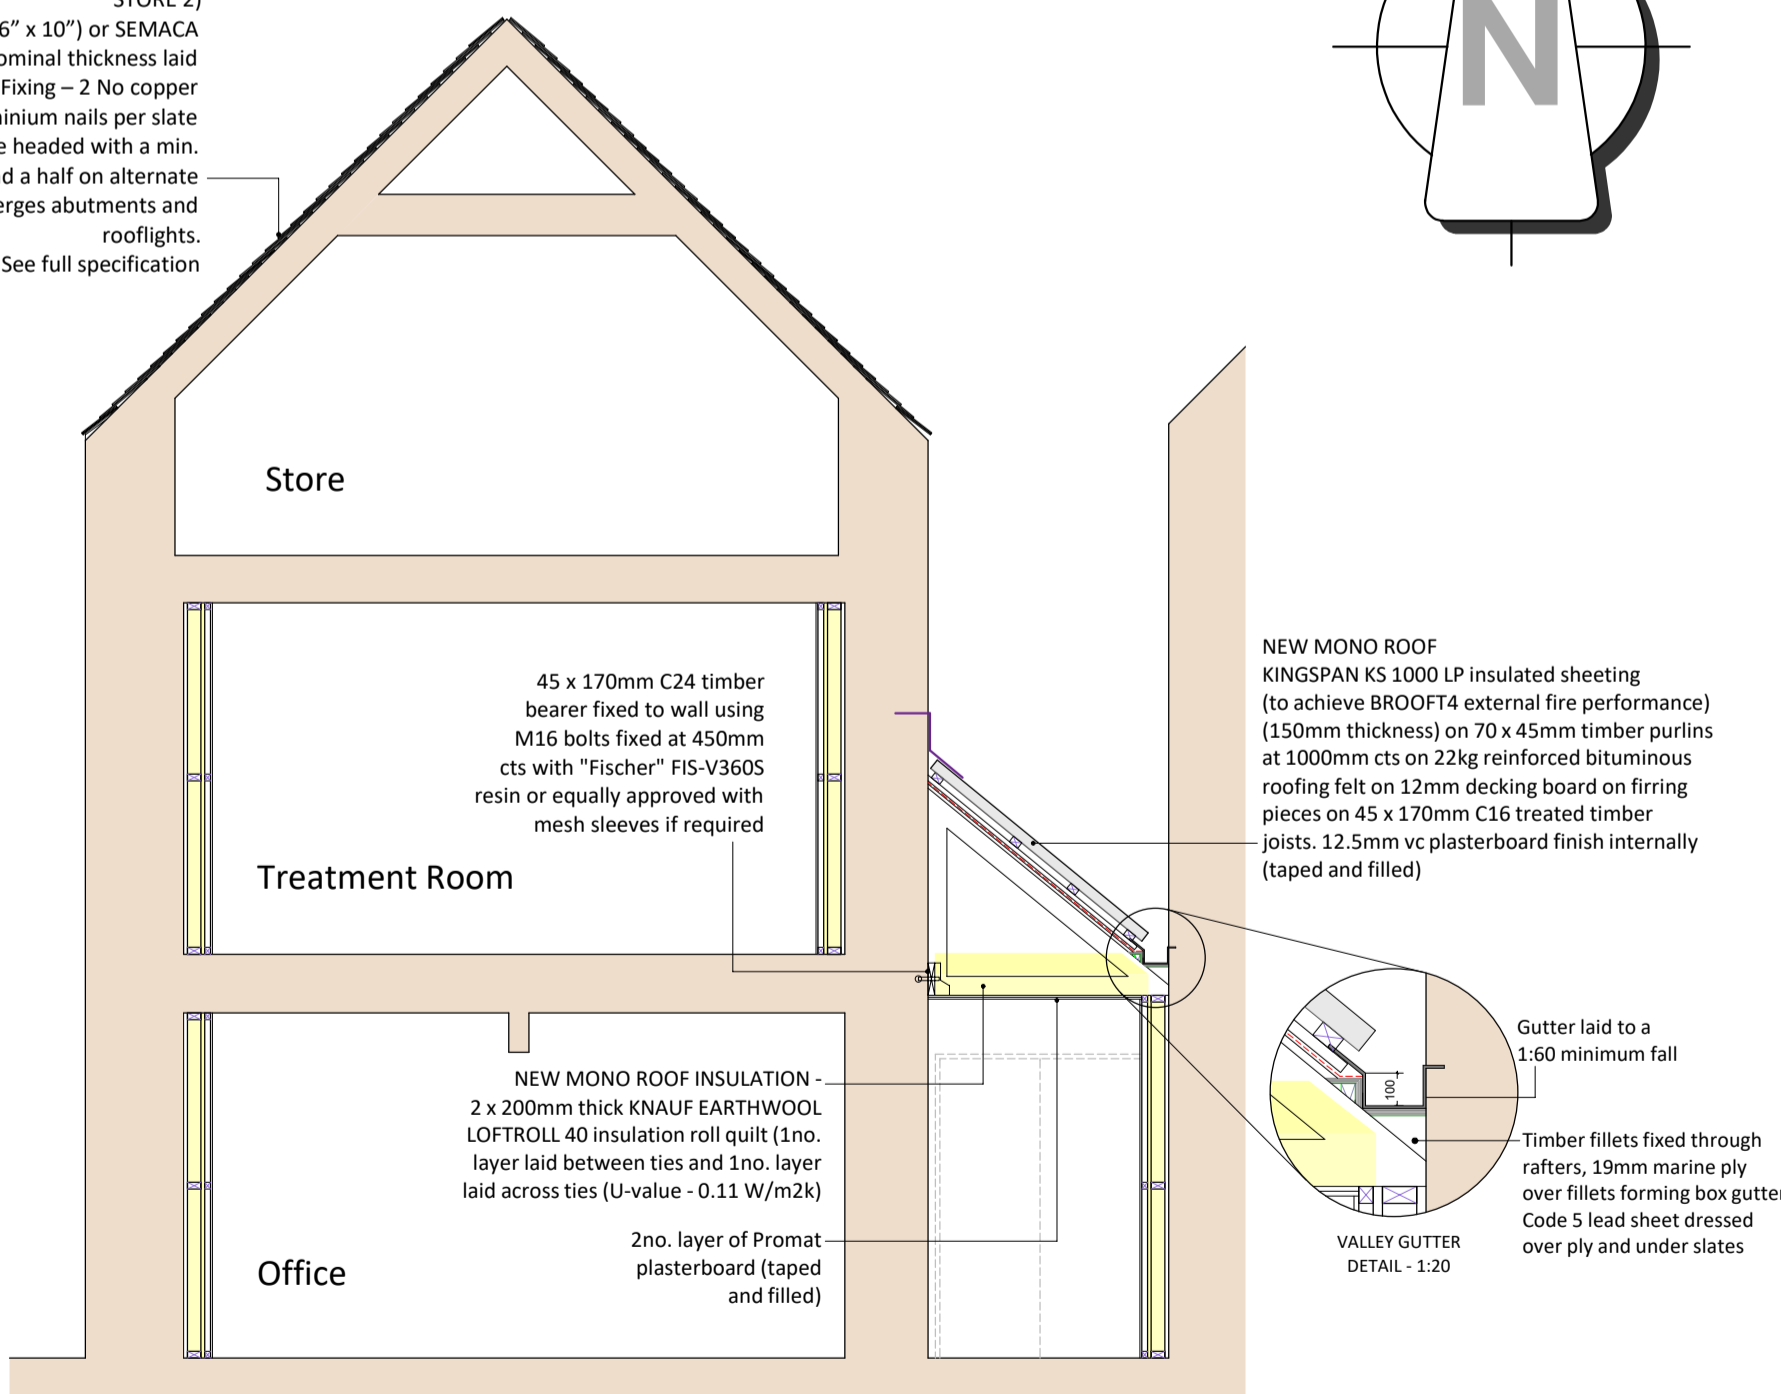 STORE 2)
6” x 10”) or SEMACA
nominal thickness laid
Fixing – 2 No copper
nails per slate
headed with a min.
a half on alternate
abutments and
rooflights.
See full specification
N
Store
45 x 170mm C24 timber
bearer fixed to wall using
M16 bolts fixed at 450mm
cts with "Fischer" FIS-V360S
resin or equally approved with
mesh sleeves if required
Treatment Room
NEW MONO ROOF
KINGSPAN KS 1000 LP insulated sheeting
(to achieve BROOFT4 external fire performance)
(150mm thickness) on 70 x 45mm timber purlins
at 1000mm cts on 22kg reinforced bituminous
roofing felt on 12mm decking board on firring
pieces on 45 x 170mm C16 treated timber
joists. 12.5mm vc plasterboard finish internally
(taped and filled)
NEW MONO ROOF INSULATION -
2 x 200mm thick KNAUF EARTHWOOL
LOFTROLL 40 insulation roll quilt (1no.
layer laid between ties and 1no. layer
laid across ties (U-value - 0.11 W/m2k)
2no. layer of Promat
plasterboard (taped
and filled)
Office
100
Gutter laid to a
1:60 minimum fall
Timber fillets fixed through
rafters, 19mm marine ply
over fillets forming box gutter
Code 5 lead sheet dressed
over ply and under slates
VALLEY GUTTER
DETAIL - 1:20